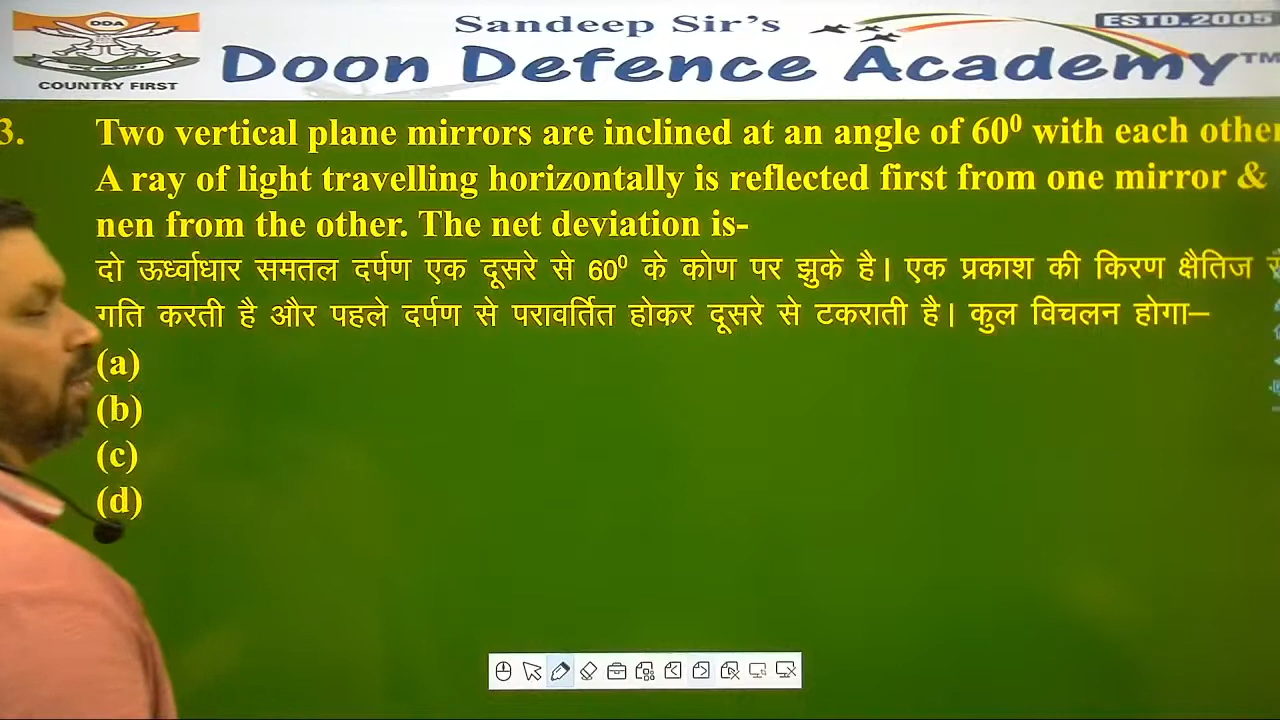 DDA
COUNTRY FIRST
Sandeep Sir's
ESTD.2005
Doon Defence Academy™
3. Two vertical plane mirrors are inclined at an angle of 60⁰ with each other
A ray of light travelling horizontally is reflected first from one mirror &
nen from the other. The net deviation is-
दो ऊर्ध्वाधार समतल दर्पण एक दूसरे से 60⁰ के कोण पर झुके है। एक प्रकाश की किरण क्षैतिज
गति करती है और पहले दर्पण से परावर्तित होकर दूसरे से टकराती है। कुल विचलन होगा–
(a)
(b)
(c)
(d)